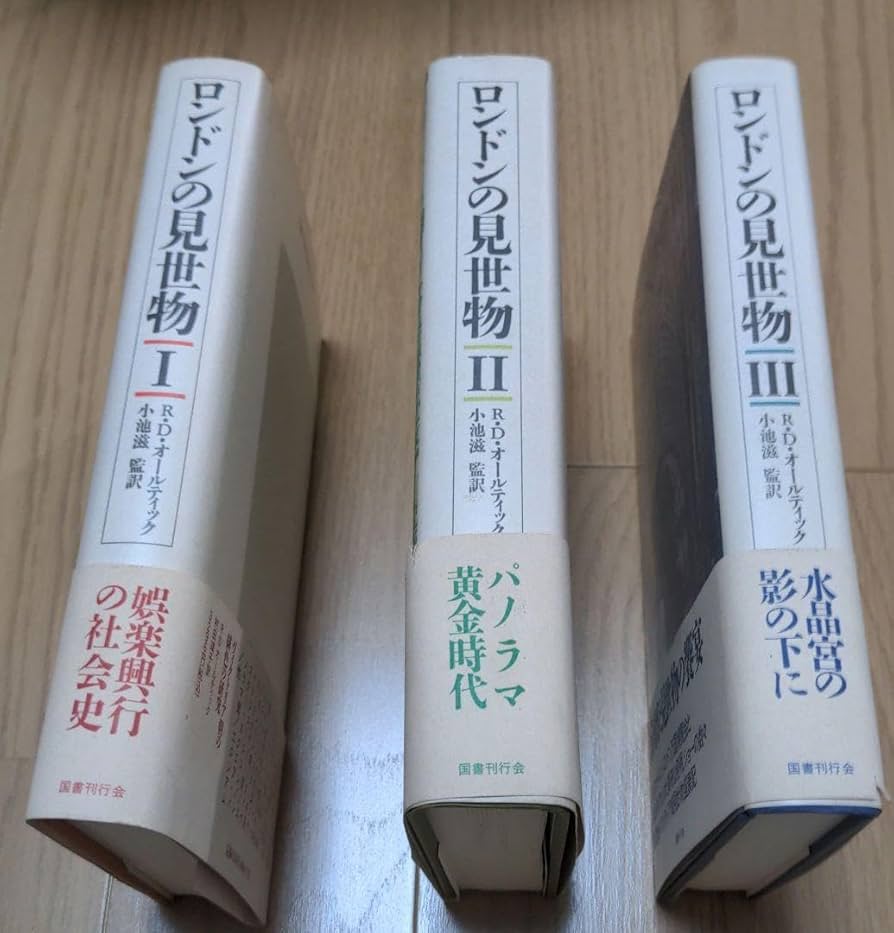 ロンドンの見世物
I
R・D・オールティック
小池滋 監訳
娯楽興行
の社会史
国書刊行会
ロンドンの見世物
II
R・D・オールティック
小池滋 監訳
パノラマ
黄金時代
国書刊行会
ロンドンの見世物
III
R・D・オールティック
小池滋 監訳
水晶宮の
影の下に
国書刊行会